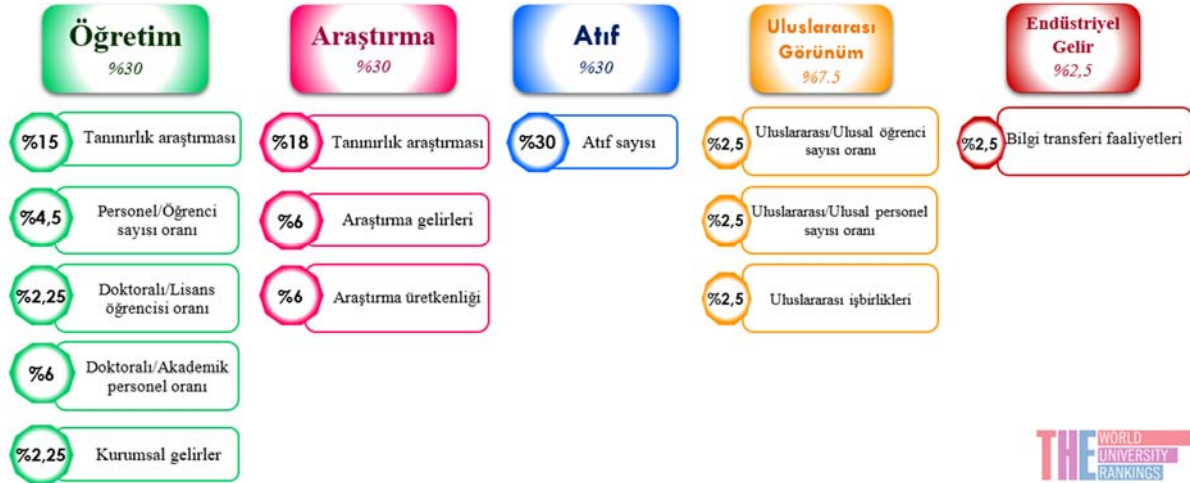 Öğretim
%30
%15
Tanınırlık araştırması
%4,5
Personel/Öğrenci
sayısı oranı
%2,25
Doktoralı/Lisans
öğrencisi oranı
%6
Doktoralı/Akademik
personel oranı
%2,25
Kurumsal gelirler
Araştırma
%30
%18
Tanınırlık araştırması
%6
Araştırma gelirleri
%6
Araştırma üretkenliği
Atıf
%30
%30
Atıf sayısı
Uluslararası
Görünüm
%7.5
%2,5
Uluslararası/Ulusal öğrenci
sayısı oranı
%2,5
Uluslararası/Ulusal personel
sayısı oranı
%2,5
Uluslararası işbirlikleri
Endüstriyel
Gelir
%2,5
%2,5
Bilgi transferi faaliyetleri
THE WORLD
UNIVERSITY
RANKINGS